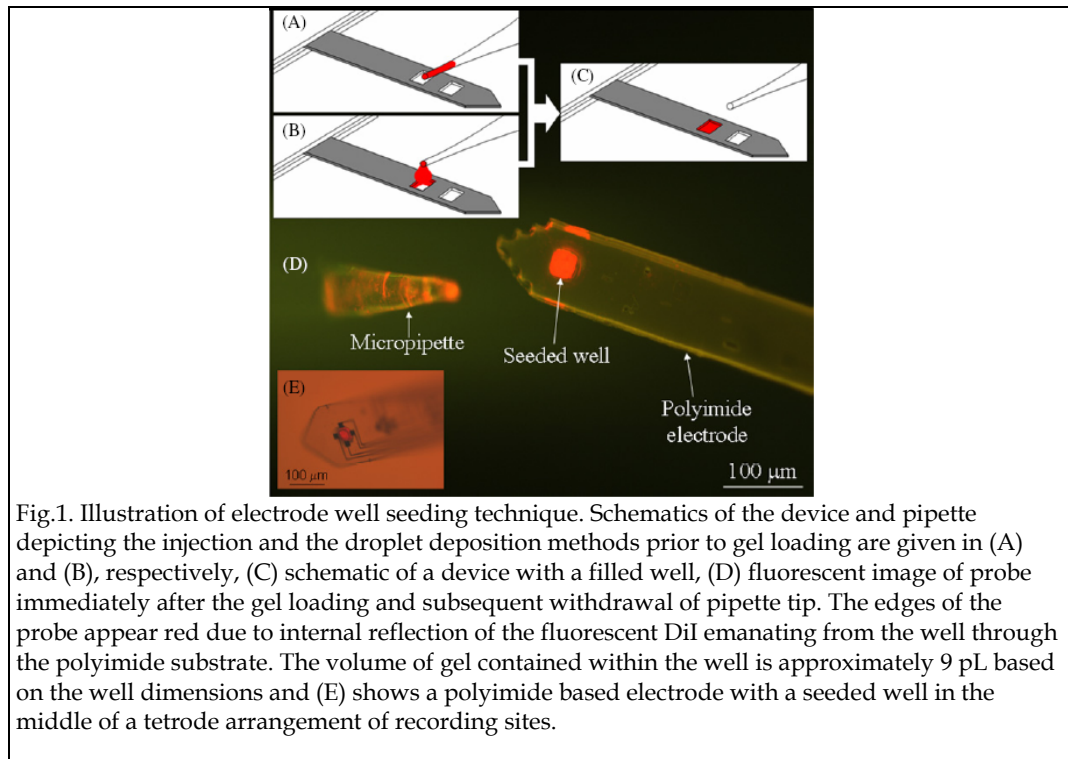 (A)
(B)
(C)
(D)
Micropipette
Seeded well
Polyimide
electrode
100 μm
(E)
100 μm
Fig.1. Illustration of electrode well seeding technique. Schematics of the device and pipette
depicting the injection and the droplet deposition methods prior to gel loading are given in (A)
and (B), respectively, (C) schematic of a device with a filled well, (D) fluorescent image of probe
immediately after the gel loading and subsequent withdrawal of pipette tip. The edges of the
probe appear red due to internal reflection of the fluorescent DiI emanating from the well through
the polyimide substrate. The volume of gel contained within the well is approximately 9 pL based
on the well dimensions and (E) shows a polyimide based electrode with a seeded well in the
middle of a tetrode arrangement of recording sites.